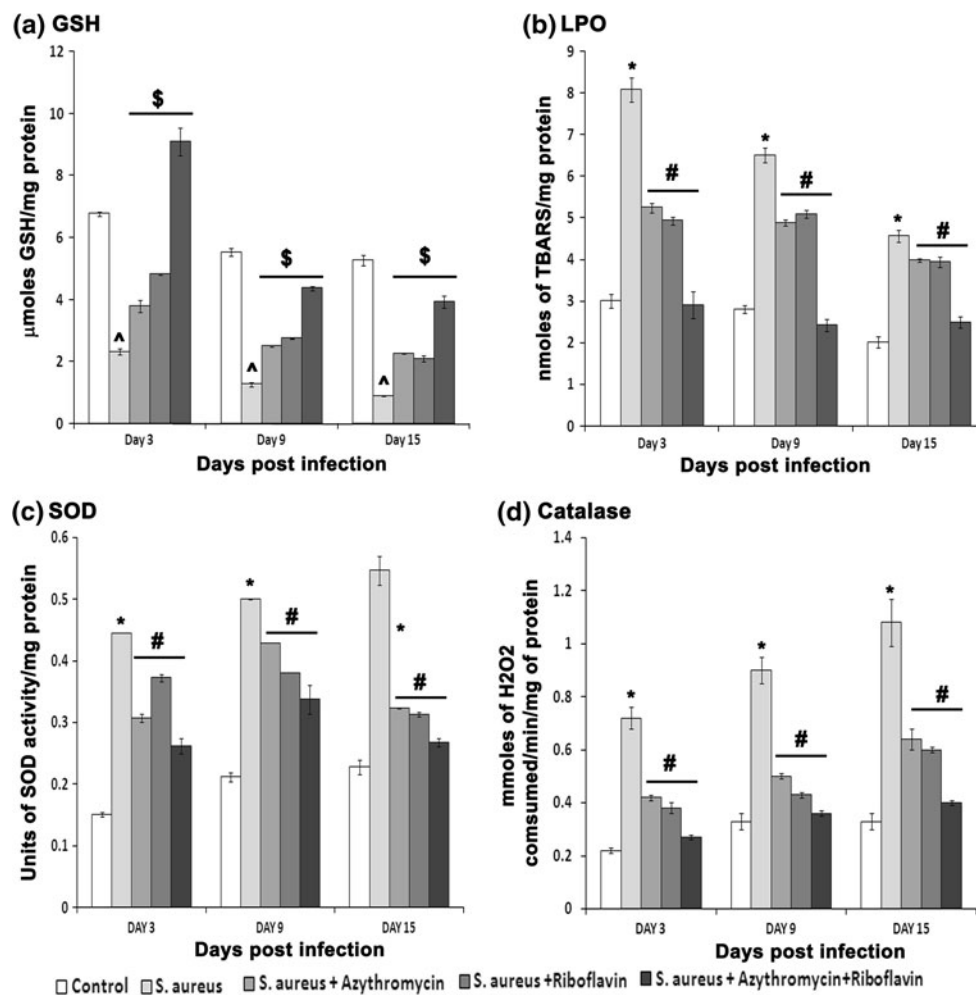 (a) GSH
μmoles GSH/mg protein
12
10
8
6
4
2
0
$
$
$
^
^
^
Day 3
Day 9
Day 15
Days post infection
(b) LPO
nmoles of TBARS/mg protein
9
8
7
6
5
4
3
2
1
0
*
#
*
#
*
#
Day 3
Day 9
Day 15
Days post infection
(c) SOD
Units of SOD activity/mg protein
0.6
0.5
0.4
0.3
0.2
0.1
0
*
#
*
#
*
#
DAY 3
DAY 9
DAY 15
Days post infection
(d) Catalase
mmoles of H2O2
comsumed/min/mg of protein
1.4
1.2
1
0.8
0.6
0.4
0.2
0
*
#
*
#
*
#
DAY 3
DAY 9
DAY 15
Days post infection
Control
S. aureus
S. aureus + Azythromycin
S. aureus +Riboflavin
S. aureus + Azythromycin+Riboflavin